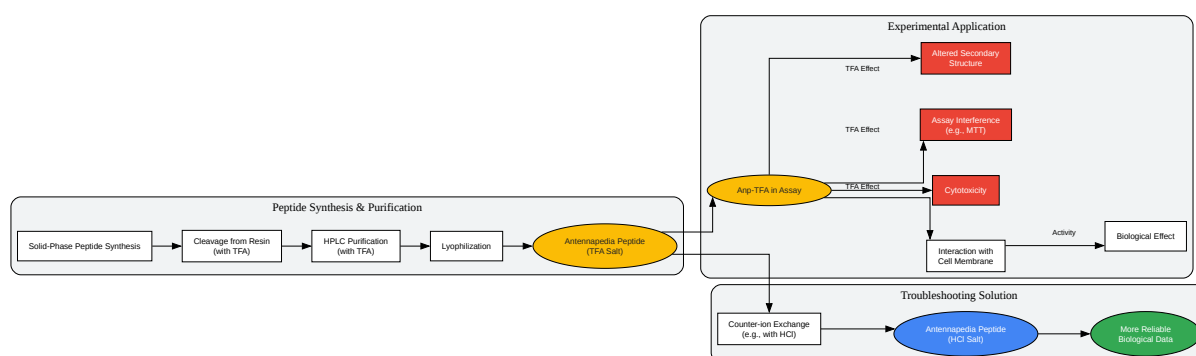 Peptide Synthesis & Purification
Solid-Phase Peptide Synthesis
Cleavage from Resin
(with TFA)
HPLC Purification
(with TFA)
Lyophilization
Antennapedia Peptide
(TFA Salt)
Experimental Application
Altered Secondary
Structure
TFA Effect
Assay Interference
(e.g., MTT)
TFA Effect
Anp-TFA in Assay
TFA Effect
Cytotoxicity
Interaction with
Cell Membrane
Activity
Biological Effect
Troubleshooting Solution
Counter-ion Exchange
(e.g., with HCl)
Antennapedia Peptide
(HCl Salt)
More Reliable
Biological Data